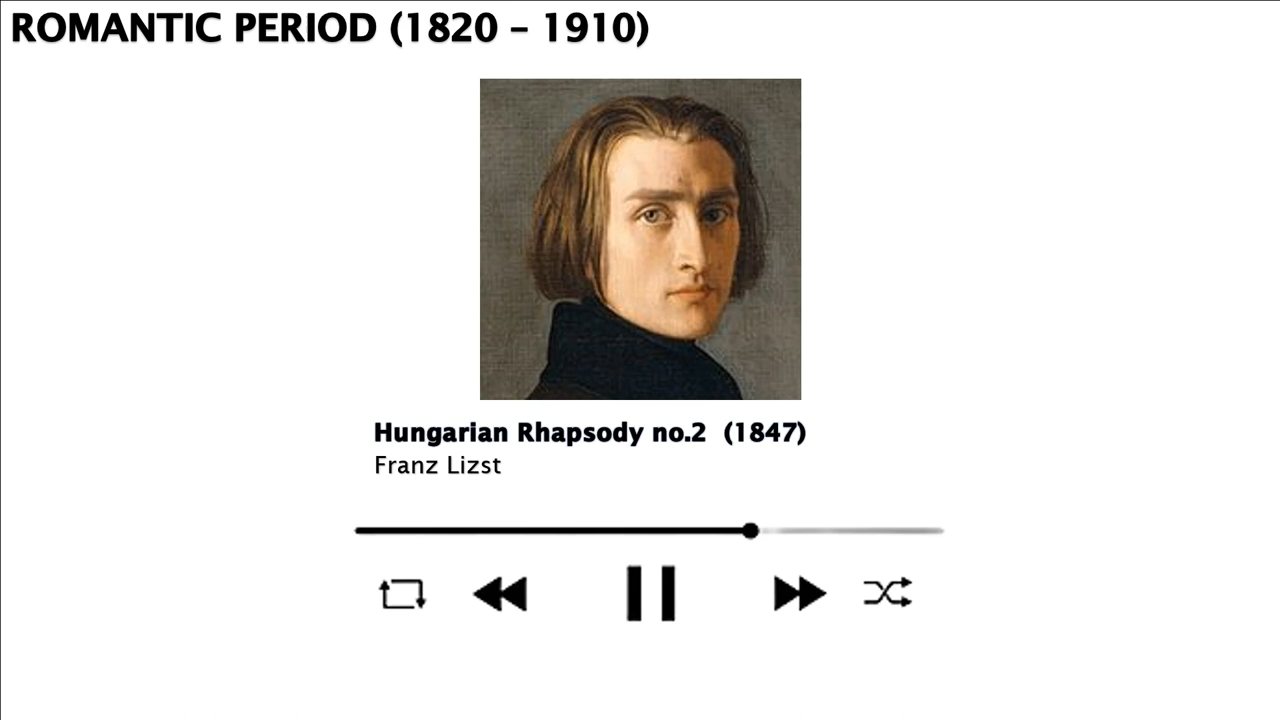 ROMANTIC PERIOD (1820 – 1910)
Hungarian Rhapsody no.2 (1847)
Franz Lizst